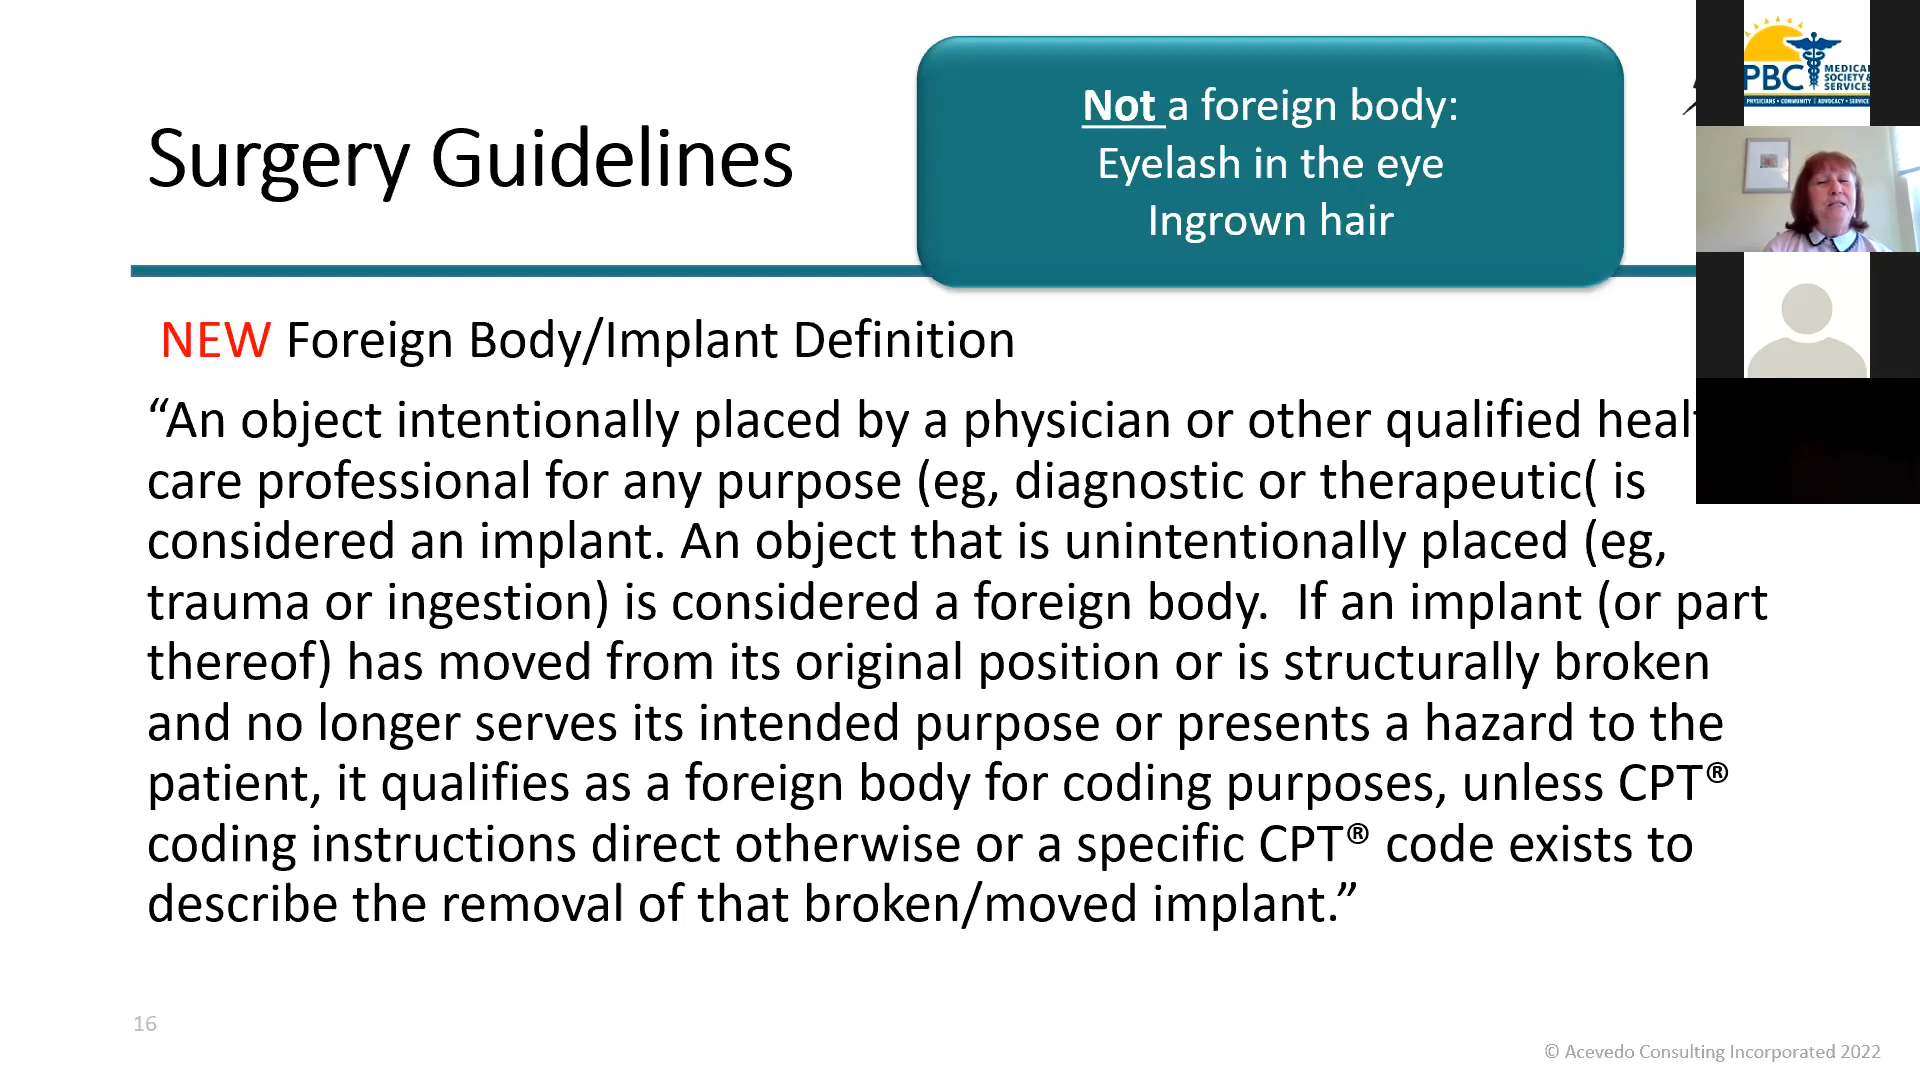 Surgery Guidelines
Not a foreign body:
Eyelash in the eye
Ingrown hair
PBC MEDICAL
SOCIETY &
SERVICES
PHYSICIANS • COMMUNITY | ADVOCACY • SERVICE
NEW Foreign Body/Implant Definition
“An object intentionally placed by a physician or other qualified heal
care professional for any purpose (eg, diagnostic or therapeutic( is
considered an implant. An object that is unintentionally placed (eg,
trauma or ingestion) is considered a foreign body.  If an implant (or part
thereof) has moved from its original position or is structurally broken
and no longer serves its intended purpose or presents a hazard to the
patient, it qualifies as a foreign body for coding purposes, unless CPT®
coding instructions direct otherwise or a specific CPT® code exists to
describe the removal of that broken/moved implant.”
16
© Acevedo Consulting Incorporated 2022